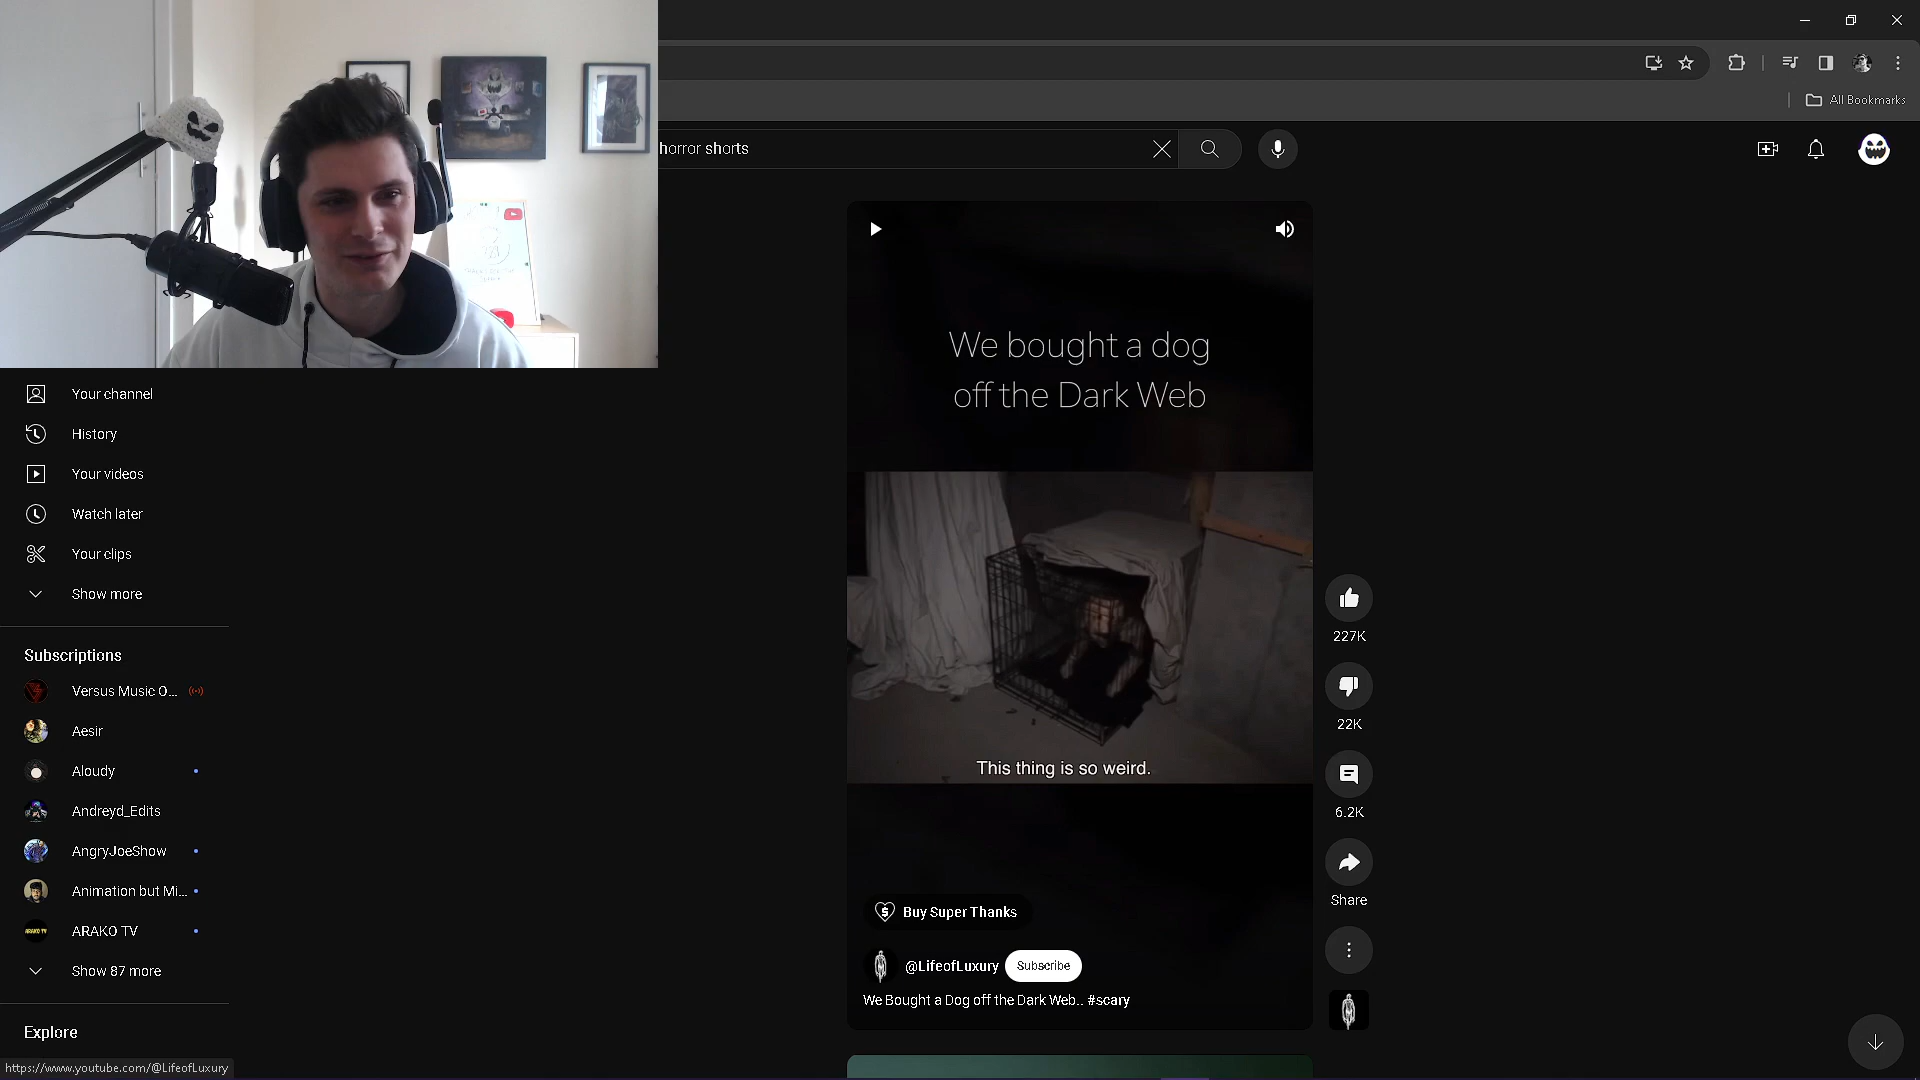 All Bookmarks
horror shorts
We bought a dog
off the Dark Web
This thing is so weird.
Buy Super Thanks
@LifeofLuxury
Subscribe
We Bought a Dog off the Dark Web.. #scary
227K
22K
6.2K
Share
Your channel
History
Your videos
Watch later
Your clips
Show more
Subscriptions
Versus Music O...
Aesir
Aloudy
Andreyd_Edits
AngryJoeShow
Animation but Mi...
ARAKO TV
Show 87 more
Explore
https://www.youtube.com/@LifeofLuxury